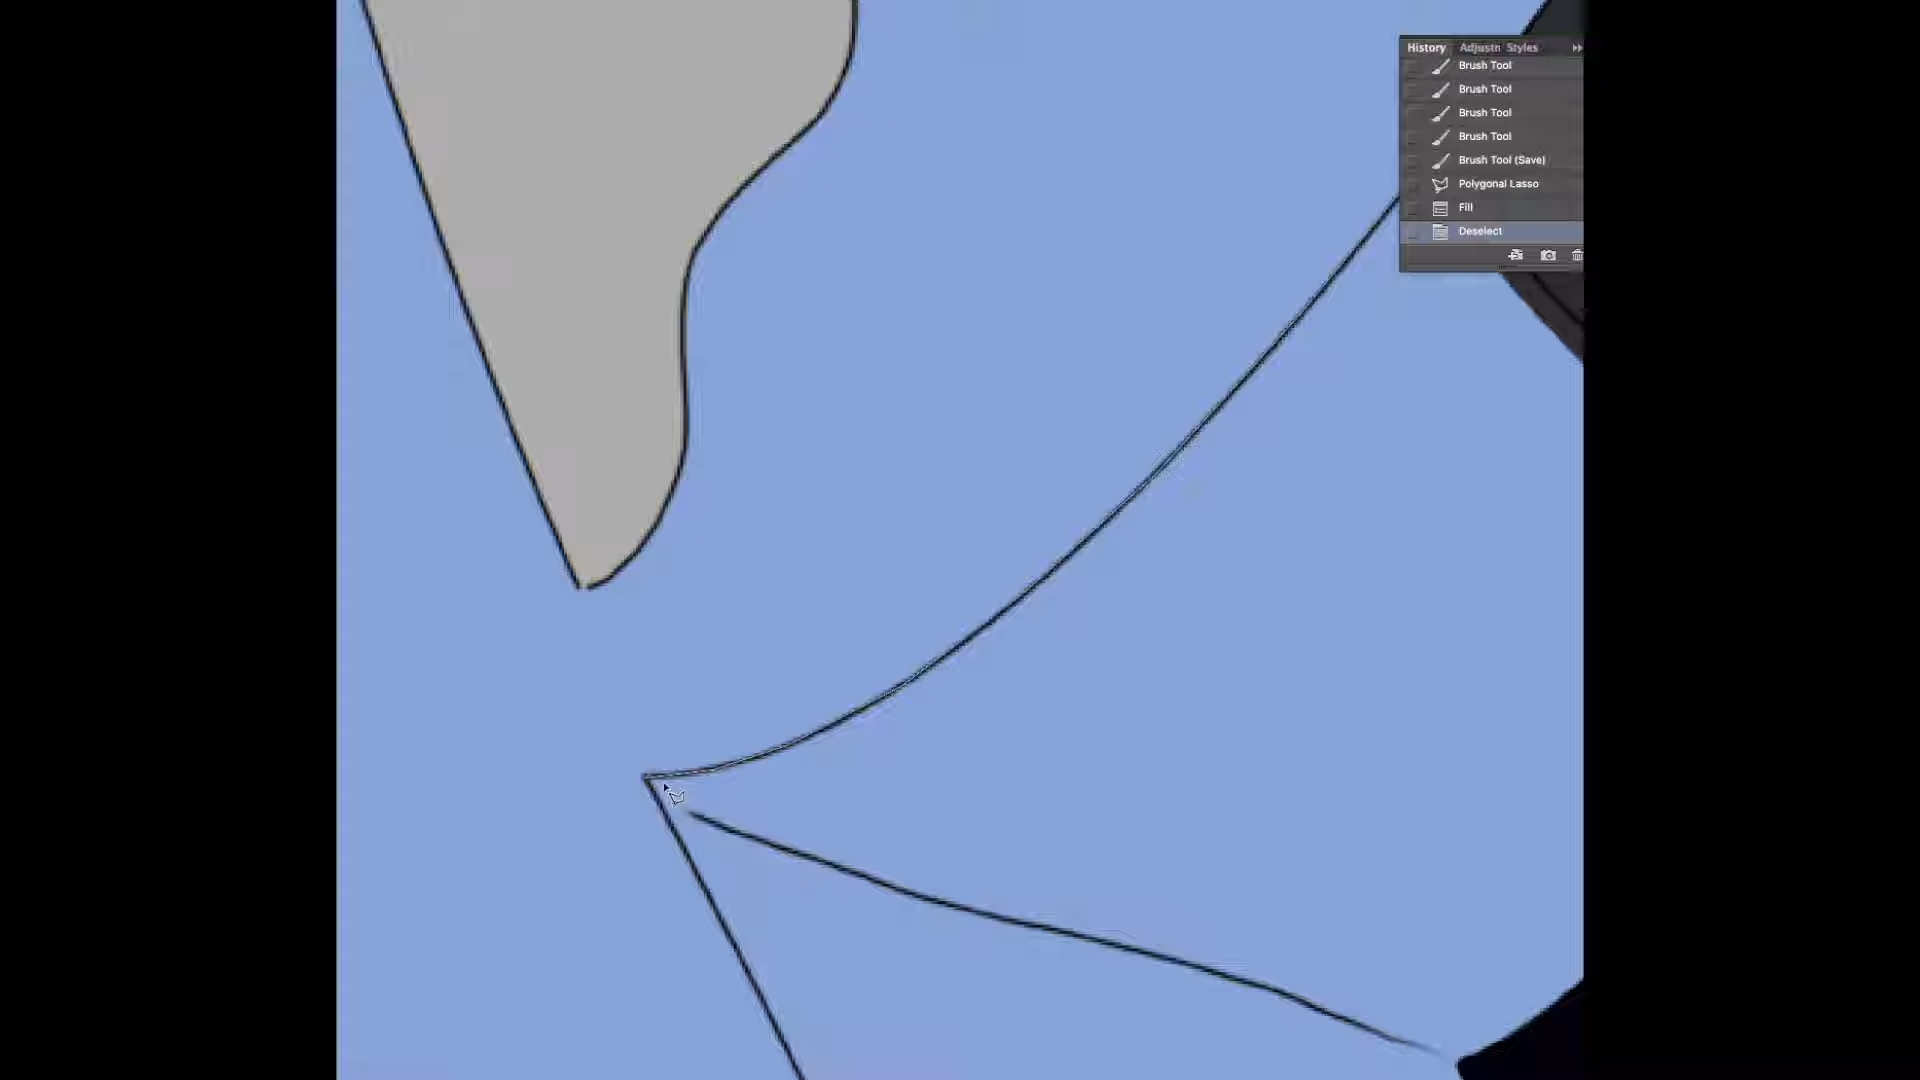 History Adjustn Styles
Brush Tool
Brush Tool
Brush Tool
Brush Tool
Brush Tool (Save)
Polygonal Lasso
Fill
Deselect